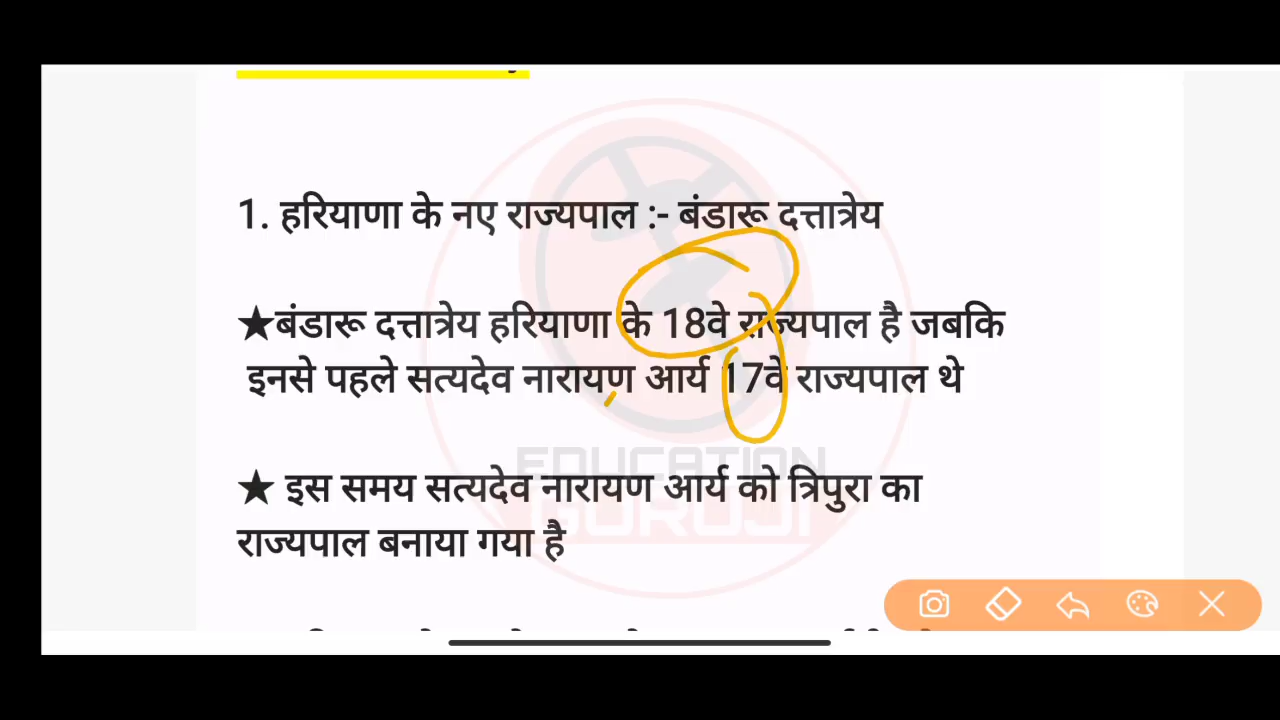 1. हरियाणा के नए राज्यपाल :- बंडारू दत्तात्रेय
★बंडारू दत्तात्रेय हरियाणा के 18वे राज्यपाल है जबकि
इनसे पहले सत्यदेव नारायण आर्य 17वे राज्यपाल थे
EDUCATION
GURUJI
★ इस समय सत्यदेव नारायण आर्य को त्रिपुरा का
राज्यपाल बनाया गया है